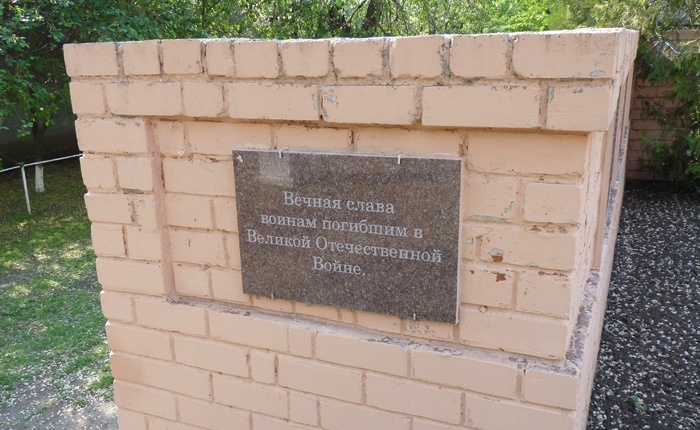 Вечная слава
воинам погибшим в
Великой Отечественной
Войне.